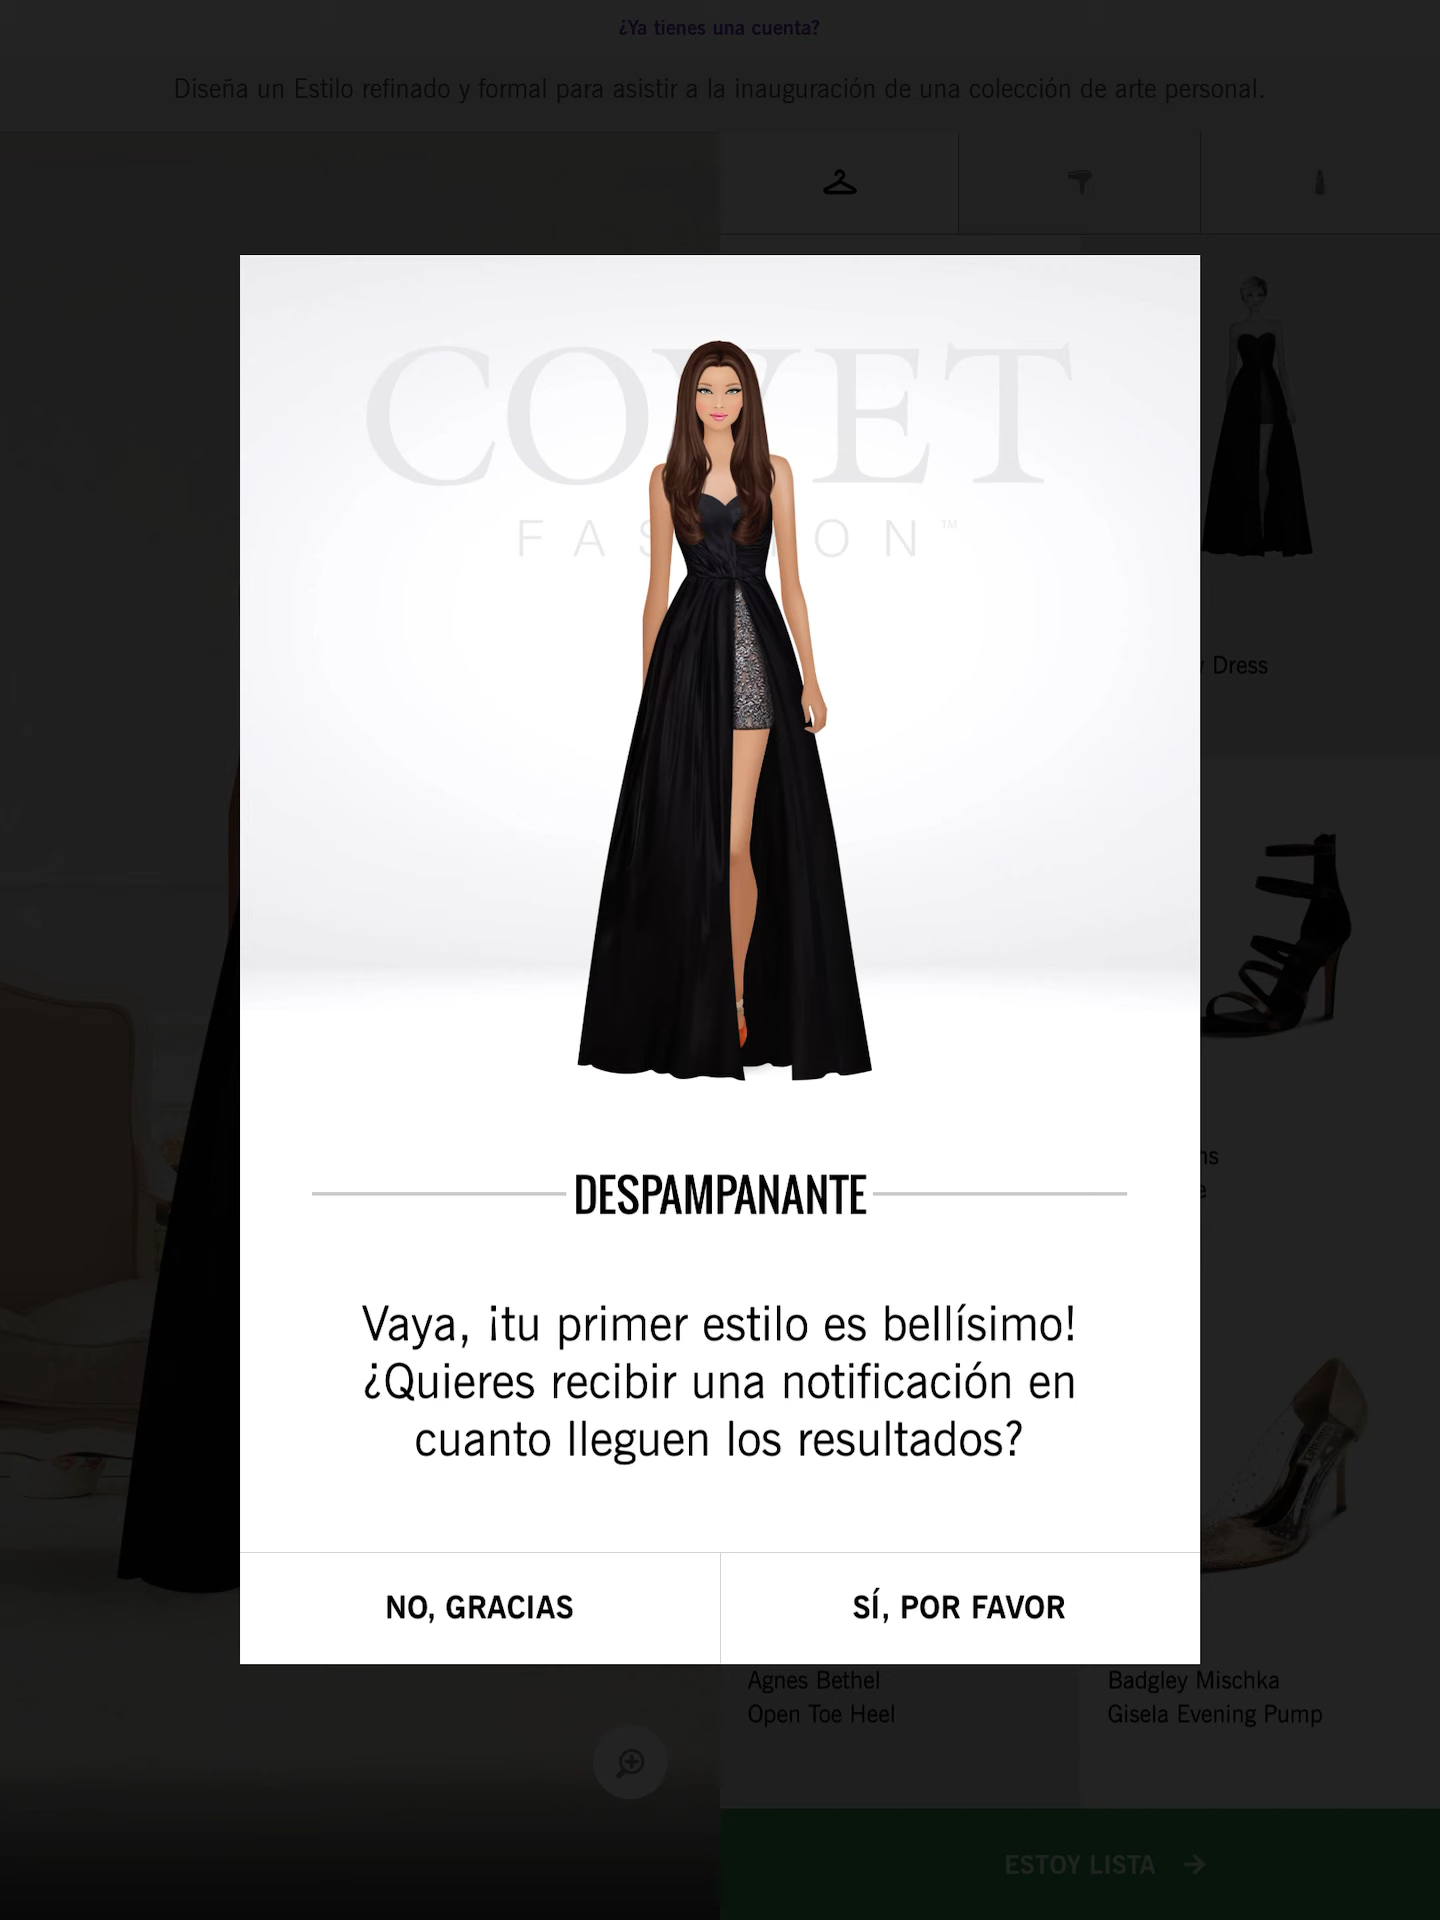 ¿Ya tienes una cuenta?
Diseña un Estilo refinado y formal para asistir a la inauguración de una colección de arte personal.
COVET
FASHION™
Dress
DESPAMPANANTE
Vaya, ¡tu primer estilo es bellísimo!
¿Quieres recibir una notificación en
cuanto lleguen los resultados?
NO, GRACIAS
SÍ, POR FAVOR
Agnes Bethel
Open Toe Heel
Badgley Mischka
Gisela Evening Pump
ESTOY LISTA